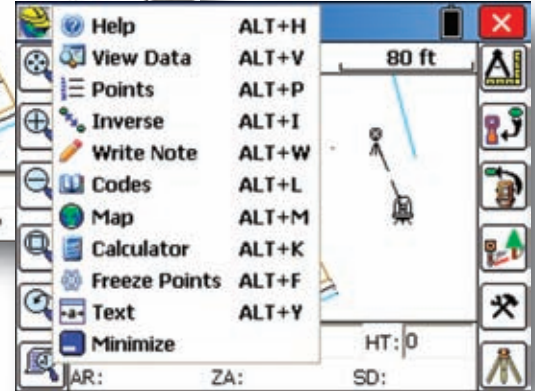 Help ALT+H
View Data ALT+V
80 ft
Points ALT+P
Inverse ALT+I
Write Note ALT+W
Codes ALT+L
Map ALT+M
Calculator ALT+K
Freeze Points ALT+F
Text ALT+Y
Minimize
HT: 0
AR: ZA: SD: